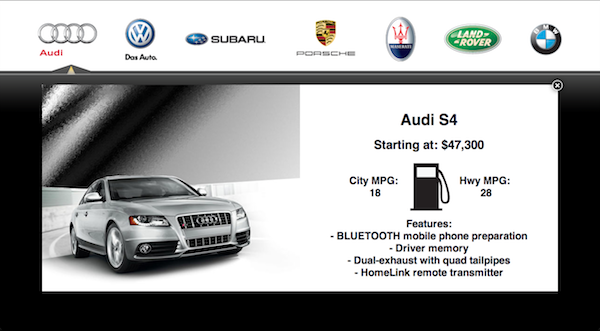 Audi
Das Auto.
SUBARU
PORSCHE
MASERATI
LAND
ROVER
BMW
Audi S4
Starting at: $47,300
City MPG:
18
Hwy MPG:
28
Features:
- BLUETOOTH mobile phone preparation
- Driver memory
- Dual-exhaust with quad tailpipes
- HomeLink remote transmitter